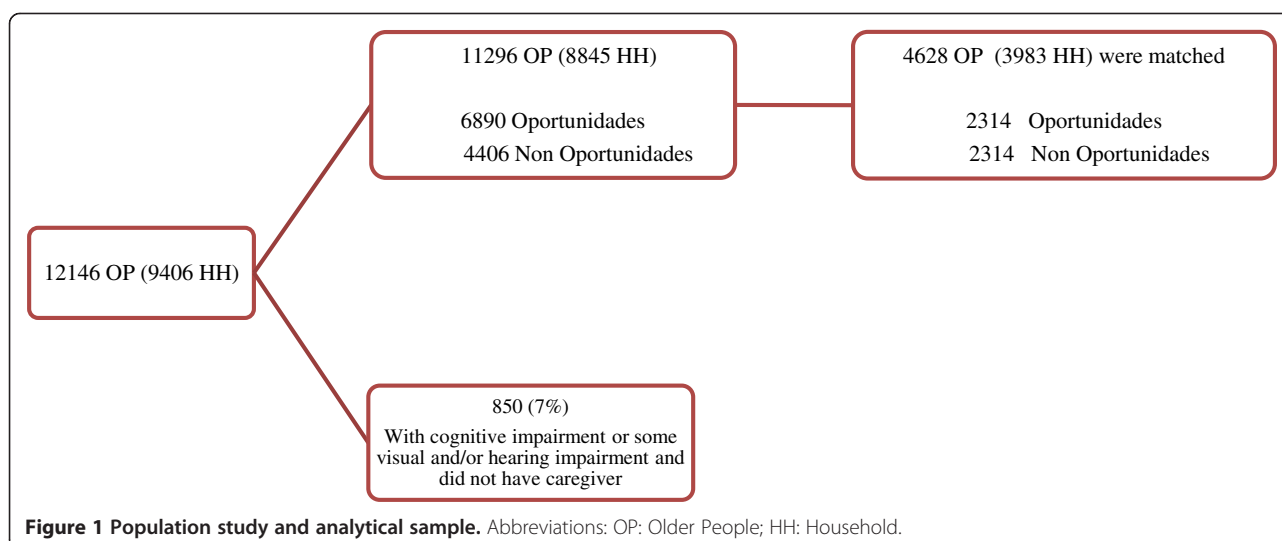 11296 OP (8845 HH)
6890 Oportunidades
4406 Non Oportunidades
4628 OP (3983 HH) were matched
2314 Oportunidades
2314 Non Oportunidades
12146 OP (9406 HH)
850 (7%)
With cognitive impairment or some
visual and/or hearing impairment and
did not have caregiver
Figure 1 Population study and analytical sample. Abbreviations: OP: Older People; HH: Household.